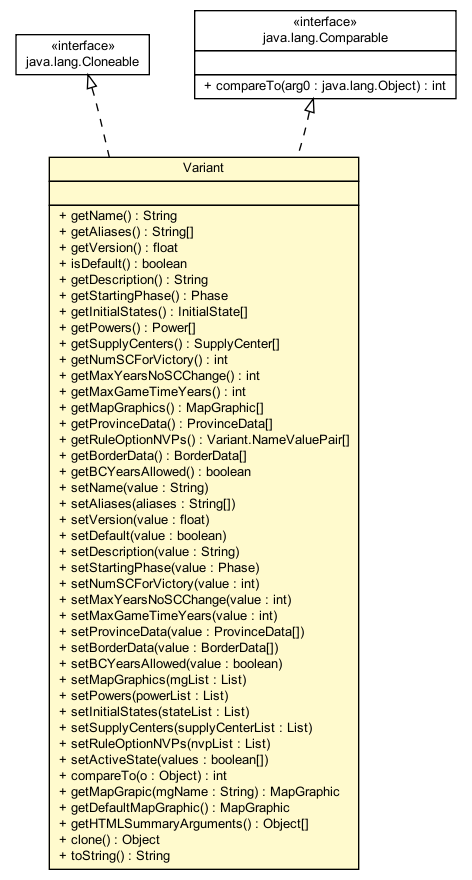 «interface»
java.lang.Cloneable
«interface»
java.lang.Comparable
+ compareTo(arg0 : java.lang.Object) : int
Variant
+ getName() : String
+ getAliases() : String[]
+ getVersion() : float
+ isDefault() : boolean
+ getDescription() : String
+ getStartingPhase() : Phase
+ getInitialStates() : InitialState[]
+ getPowers() : Power[]
+ getSupplyCenters() : SupplyCenter[]
+ getNumSCForVictory() : int
+ getMaxYearsNoSCChange() : int
+ getMaxGameTimeYears() : int
+ getMapGraphics() : MapGraphic[]
+ getProvinceData() : ProvinceData[]
+ getRuleOptionNVPs() : Variant.NameValuePair[]
+ getBorderData() : BorderData[]
+ getBCYearsAllowed() : boolean
+ setName(value : String)
+ setAliases(aliases : String[])
+ setVersion(value : float)
+ setDefault(value : boolean)
+ setDescription(value : String)
+ setStartingPhase(value : Phase)
+ setNumSCForVictory(value : int)
+ setMaxYearsNoSCChange(value : int)
+ setMaxGameTimeYears(value : int)
+ setProvinceData(value : ProvinceData[])
+ setBorderData(value : BorderData[])
+ setBCYearsAllowed(value : boolean)
+ setMapGraphics(mgList : List)
+ setPowers(powerList : List)
+ setInitialStates(stateList : List)
+ setSupplyCenters(supplyCenterList : List)
+ setRuleOptionNVPs(nvpList : List)
+ setActiveState(values : boolean[])
+ compareTo(o : Object) : int
+ getMapGrapic(mgName : String) : MapGraphic
+ getDefaultMapGraphic() : MapGraphic
+ getHTMLSummaryArguments() : Object[]
+ clone() : Object
+ toString() : String